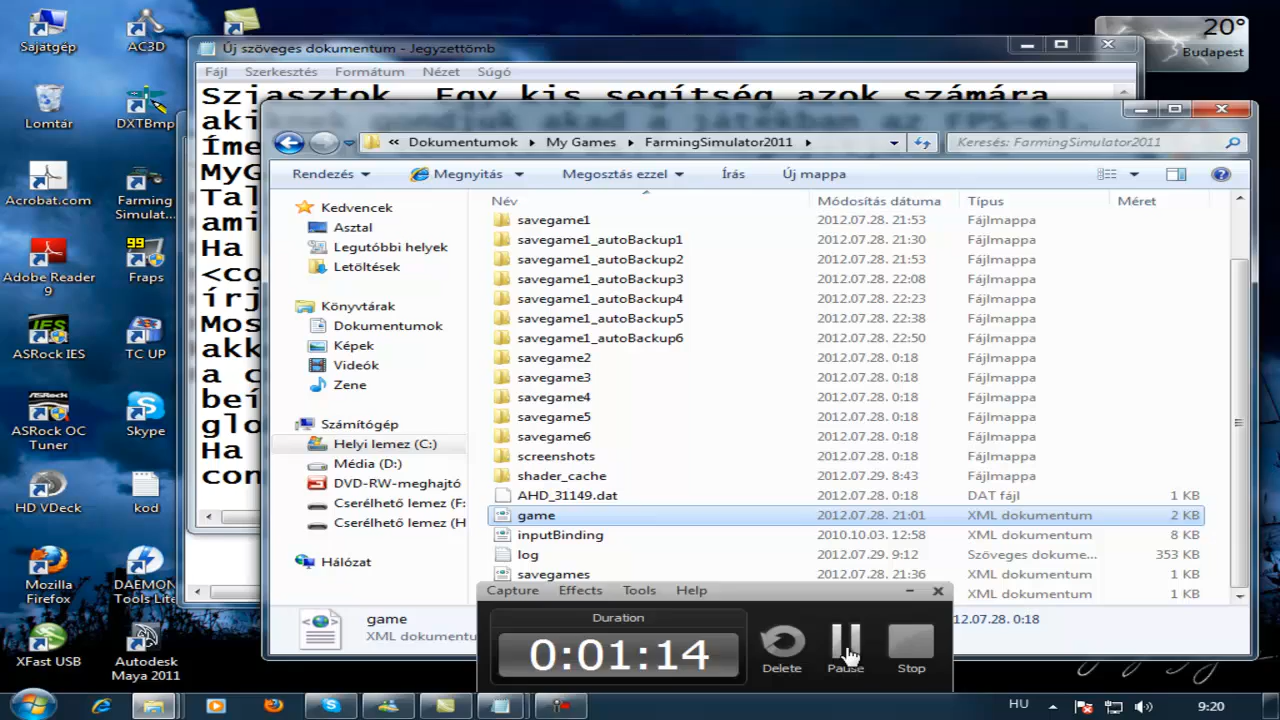 Sajátgép
AC3D
20°
Budapest
Lomtár
DXTBmp
Acrobat.com
Farming
Simulat...
Adobe Reader
9
Fraps
ASRock IES
TC UP
ASRock OC
Tuner
Skype
HD VDeck
kod
Mozilla
Firefox
DAEMON
Tools Lite
XFast USB
Autodesk
Maya 2011
Új szöveges dokumentum - Jegyzettömb
Fájl Szerkesztés Formátum Nézet Súgó
Sziasztok Egy kis segítség azok számára
aki
Íme
MyG
Tal
ami
Ha
<co
írj
Mos
akk
a c
beí
glo
Ha
con
« Dokumentumok ▸ My Games ▸ FarmingSimulator2011 ▸
Keresés: FarmingSimulator2011
Rendezés Megnyitás Megosztás ezzel Írás Új mappa
Kedvencek
Asztal
Legutóbbi helyek
Letöltések
Könyvtárak
Dokumentumok
Képek
Videók
Zene
Számítógép
Helyi lemez (C:)
Média (D:)
DVD-RW-meghajtó
Cserélhető lemez (F:
Cserélhető lemez (H
Hálózat
Név Módosítás dátuma Típus Méret
savegame1 2012.07.28. 21:53 Fájlmappa
savegame1_autoBackup1 2012.07.28. 21:30 Fájlmappa
savegame1_autoBackup2 2012.07.28. 21:53 Fájlmappa
savegame1_autoBackup3 2012.07.28. 22:08 Fájlmappa
savegame1_autoBackup4 2012.07.28. 22:23 Fájlmappa
savegame1_autoBackup5 2012.07.28. 22:38 Fájlmappa
savegame1_autoBackup6 2012.07.28. 22:50 Fájlmappa
savegame2 2012.07.28. 0:18 Fájlmappa
savegame3 2012.07.28. 0:18 Fájlmappa
savegame4 2012.07.28. 0:18 Fájlmappa
savegame5 2012.07.28. 0:18 Fájlmappa
savegame6 2012.07.28. 0:18 Fájlmappa
screenshots 2012.07.28. 0:18 Fájlmappa
shader_cache 2012.07.29. 8:43 Fájlmappa
AHD_31149.dat 2012.07.28. 0:18 DAT fájl 1 KB
game 2012.07.28. 21:01 XML dokumentum 2 KB
inputBinding 2010.10.03. 12:58 XML dokumentum 8 KB
log 2012.07.29. 9:12 Szöveges dokume... 353 KB
savegames 2012.07.28. 21:36 XML dokumentum 1 KB
XML dokumentum 1 KB
game
XML dokumentu
2.07.28. 0:18
Capture Effects Tools Help
Duration
0:01:14
Delete
Pause
Stop
HU
9:20